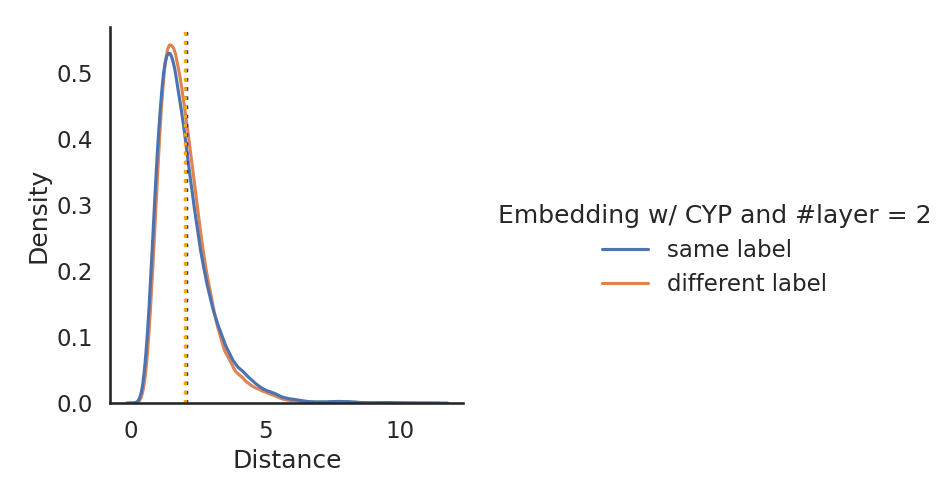 0.5
0.4
0.3
0.2
0.1
0.0
Density
0 5 10
Distance
Embedding w/ CYP and #layer = 2
same label
different label